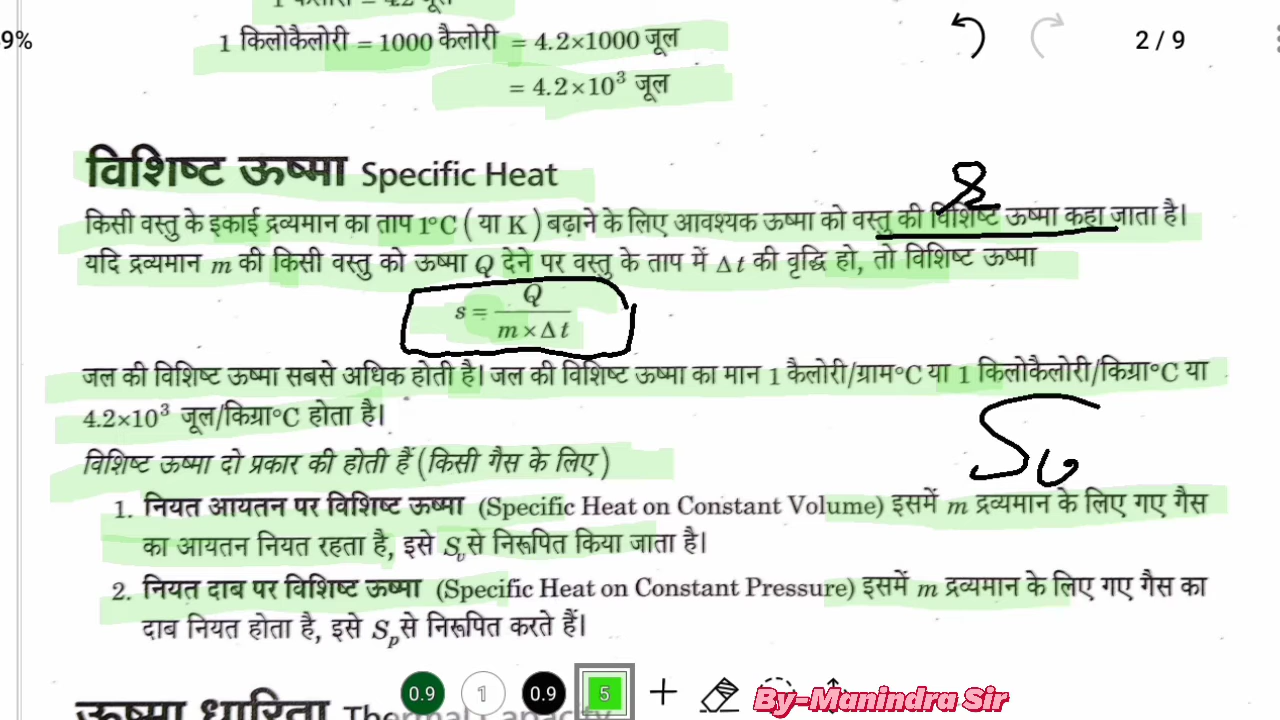 9%
2 / 9
1 किलोकैलोरी = 1000 कैलोरी = 4.2×1000 जूल
= 4.2×10³ जूल
विशिष्ट ऊष्मा Specific Heat
किसी वस्तु के इकाई द्रव्यमान का ताप 1°C ( या K ) बढ़ाने के लिए आवश्यक ऊष्मा को वस्तु की विशिष्ट ऊष्मा कहा जाता है।
यदि द्रव्यमान m की किसी वस्तु को ऊष्मा Q देने पर वस्तु के ताप में Δt की वृद्धि हो, तो विशिष्ट ऊष्मा
s = Q / m × Δt
जल की विशिष्ट ऊष्मा सबसे अधिक होती है। जल की विशिष्ट ऊष्मा का मान 1 कैलोरी/ग्राम°C या 1 किलोकैलोरी/किग्रा°C या
4.2×10³ जूल/किग्रा°C होता है।
विशिष्ट ऊष्मा दो प्रकार की होती हैं (किसी गैस के लिए)
1. नियत आयतन पर विशिष्ट ऊष्मा (Specific Heat on Constant Volume) इसमें m द्रव्यमान के लिए गए गैस
का आयतन नियत रहता है, इसे Sᵥ से निरूपित किया जाता है।
2. नियत दाब पर विशिष्ट ऊष्मा (Specific Heat on Constant Pressure) इसमें m द्रव्यमान के लिए गए गैस का
दाब नियत होता है, इसे Sₚ से निरूपित करते हैं।
0.9 1 0.9 5
By-Manindra Sir
ऊष्मा धारिता Thermal Capacity